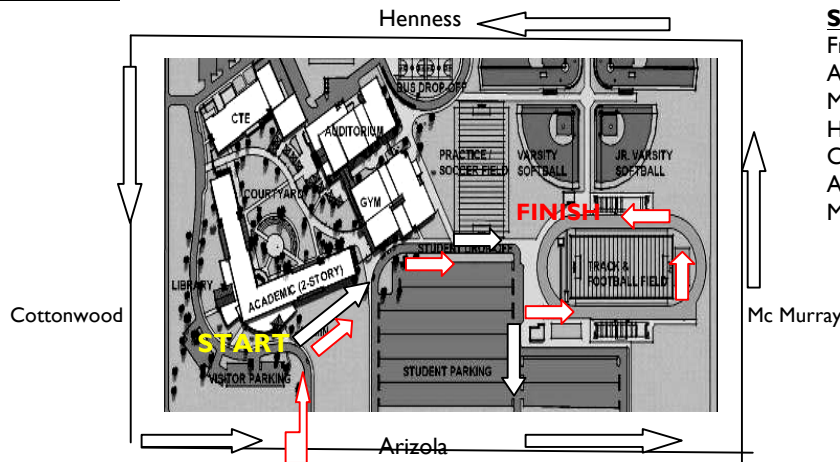 Henness
BUS DROP-OFF
CTE
AUDITORIUM
PRACTICE /
SOCCER FIELD
VARSITY
SOFTBALL
JR. VARSITY
SOFTBALL
COURTYARD
GYM
FINISH
STUDENT DROP-OFF
LIBRARY
ACADEMIC (2-STORY)
TRACK &
FOOTBALL FIELD
Cottonwood
Mc Murray
START
VISITOR PARKING
STUDENT PARKING
Arizola